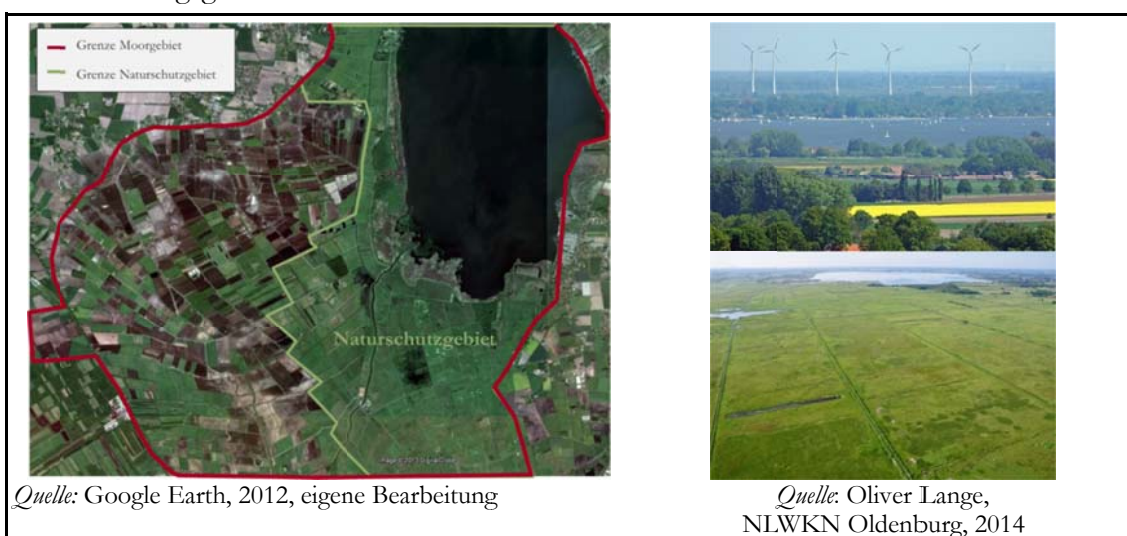 Grenze Moorgebiet
Grenze Naturschutzgebiet
Naturschutzgebiet
Quelle: Google Earth, 2012, eigene Bearbeitung
Quelle: Oliver Lange,
NLWKN Oldenburg, 2014